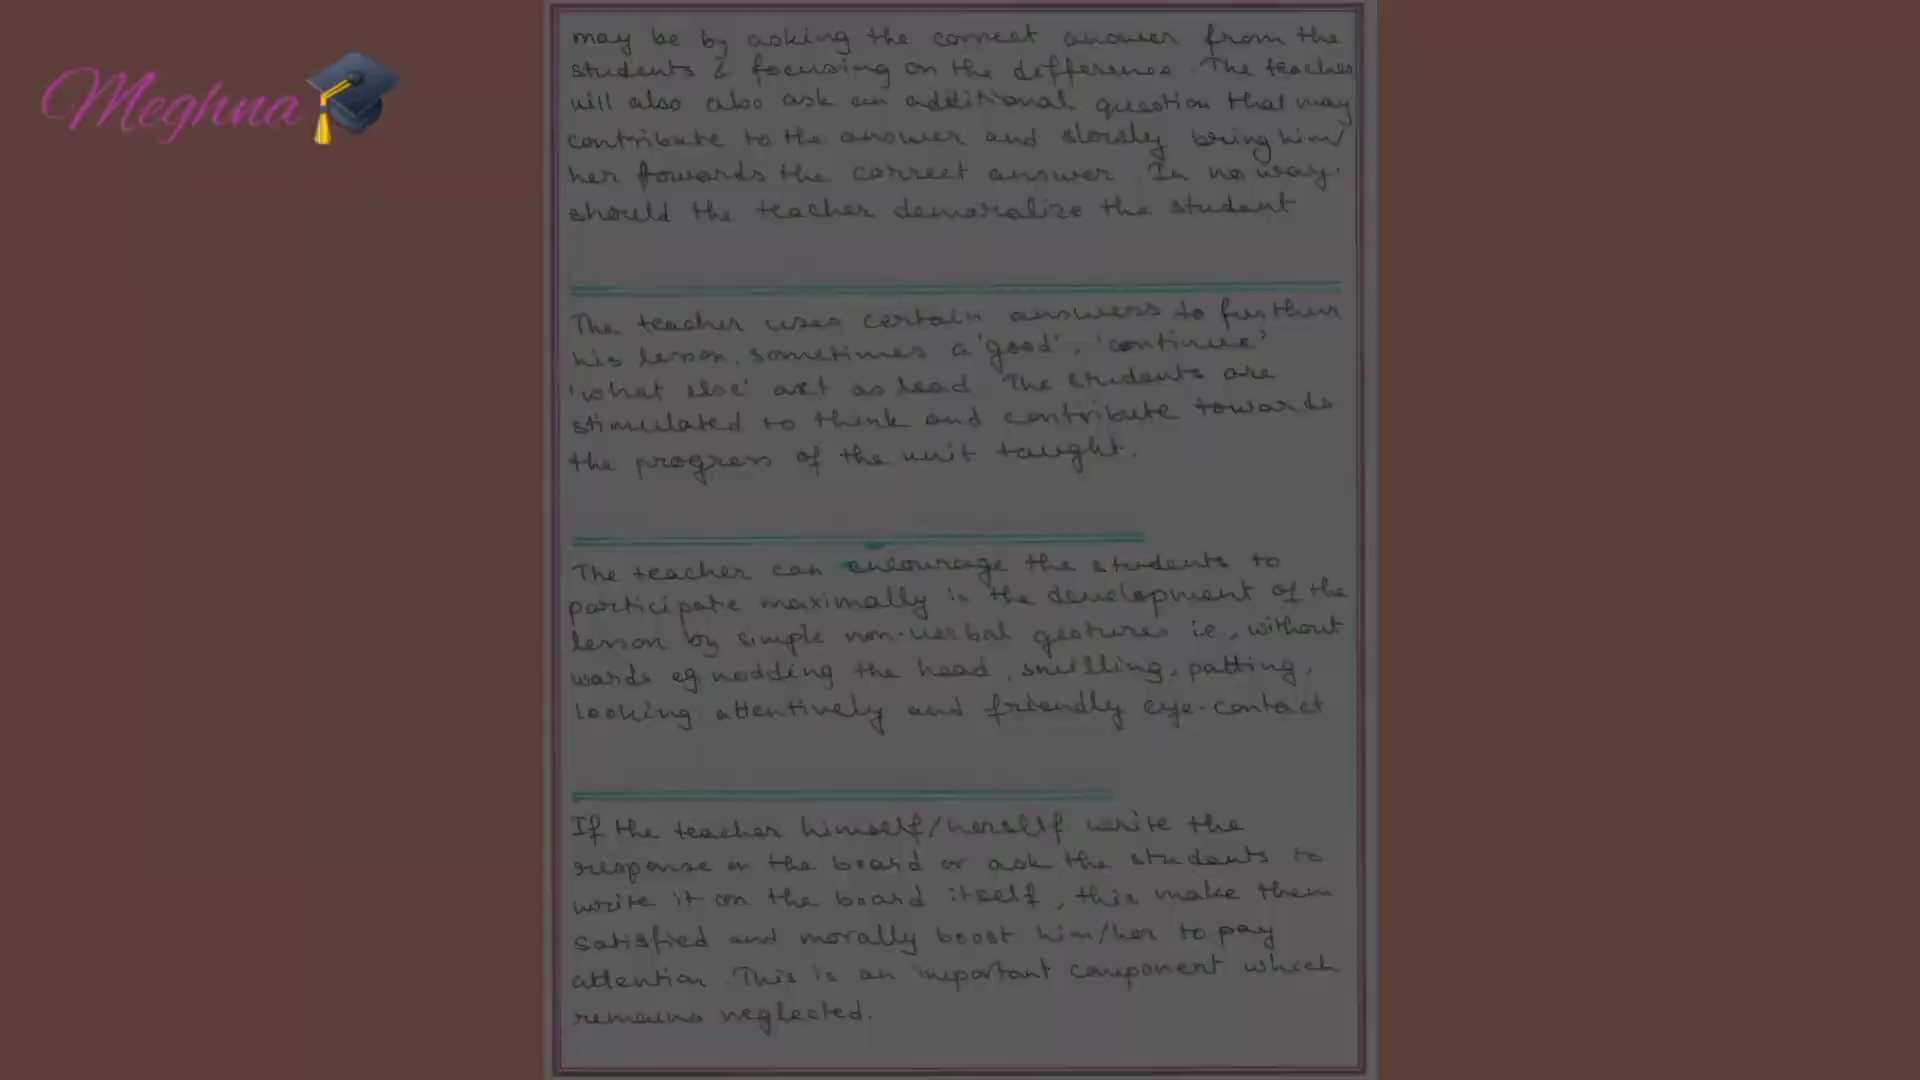 Meghna
may be by asking the correct answer from the
students & focusing on the difference. The teacher
will also also ask an additional question that may
contribute to the answer and slowly bring him/
her towards the correct answer. In no way.
should the teacher demoralize the student
The teacher uses certain answers to further
his lesson. sometimes a 'good', 'continue'
'what else' act as lead. The students are
stimulated to think and contribute towards
the progress of the unit taught.
The teacher can encourage the students to
participate maximally in the development of the
lesson by simple non-verbal gestures i.e., without
words eg. nodding the head, smilling, patting,
looking attentively and friendly eye-contact
If the teacher himself/herself write the
response on the board or ask the students to
write it on the board itself, this make them
satisfied and morally boost him/her to pay
attention. This is an important component which
remains neglected.